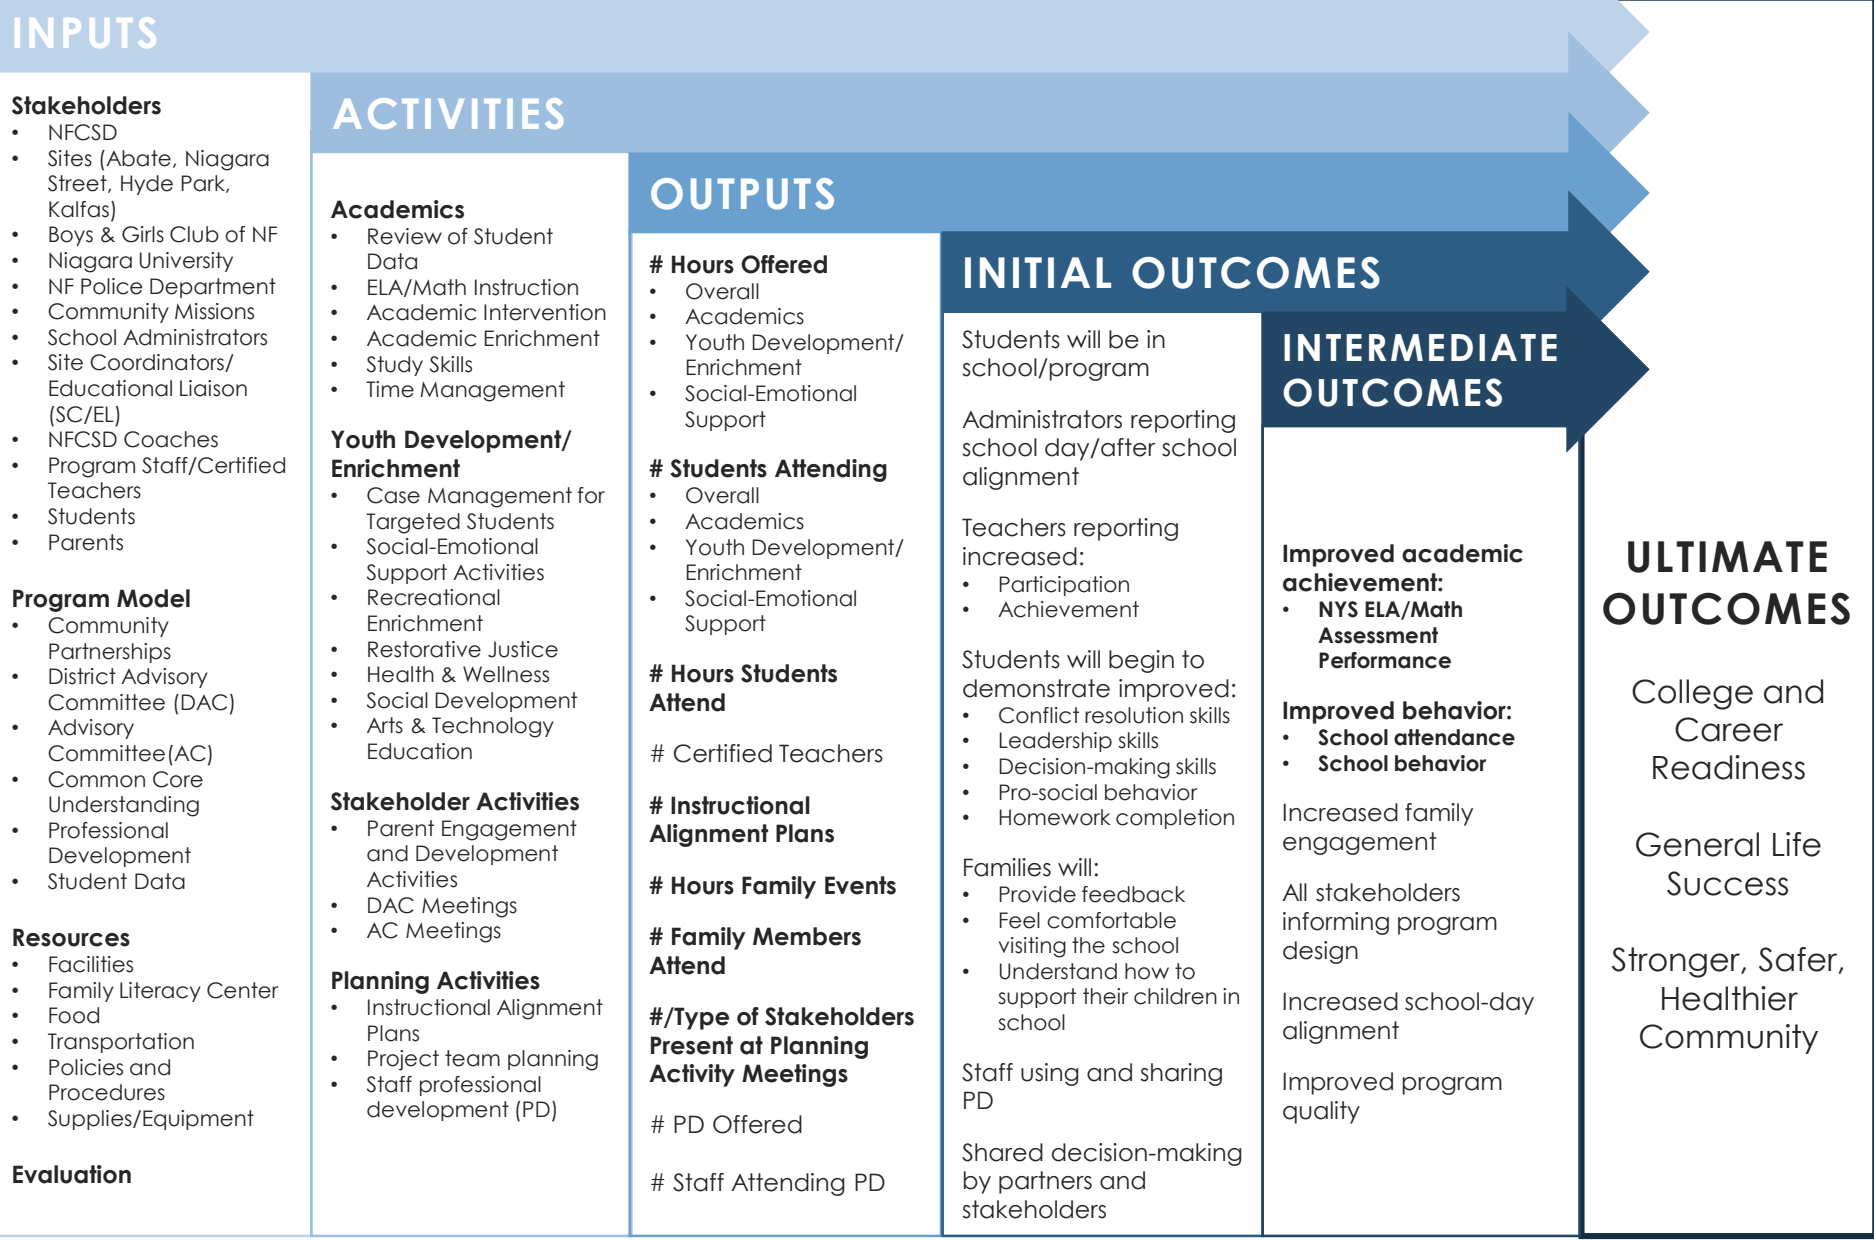 INPUTS
Stakeholders
• NFCSD
• Sites (Abate, Niagara
Street, Hyde Park,
Kalfas)
• Boys & Girls Club of NF
• Niagara University
• NF Police Department
• Community Missions
• School Administrators
• Site Coordinators/
Educational Liaison
(SC/EL)
• NFCSD Coaches
• Program Staff/Certified
Teachers
• Students
• Parents
Program Model
• Community
Partnerships
• District Advisory
Committee (DAC)
• Advisory
Committee(AC)
• Common Core
Understanding
• Professional
Development
• Student Data
Resources
• Facilities
• Family Literacy Center
• Food
• Transportation
• Policies and
Procedures
• Supplies/Equipment
Evaluation
ACTIVITIES
Academics
• Review of Student
Data
• ELA/Math Instruction
• Academic Intervention
• Academic Enrichment
• Study Skills
• Time Management
Youth Development/
Enrichment
• Case Management for
Targeted Students
• Social-Emotional
Support Activities
• Recreational
Enrichment
• Restorative Justice
• Health & Wellness
• Social Development
• Arts & Technology
Education
Stakeholder Activities
• Parent Engagement
and Development
Activities
• DAC Meetings
• AC Meetings
Planning Activities
• Instructional Alignment
Plans
• Project team planning
• Staff professional
development (PD)
OUTPUTS
# Hours Offered
• Overall
• Academics
• Youth Development/
Enrichment
• Social-Emotional
Support
# Students Attending
• Overall
• Academics
• Youth Development/
Enrichment
• Social-Emotional
Support
# Hours Students
Attend
# Certified Teachers
# Instructional
Alignment Plans
# Hours Family Events
# Family Members
Attend
#/Type of Stakeholders
Present at Planning
Activity Meetings
# PD Offered
# Staff Attending PD
INITIAL OUTCOMES
Students will be in
school/program
Administrators reporting
school day/after school
alignment
Teachers reporting
increased:
• Participation
• Achievement
Students will begin to
demonstrate improved:
• Conflict resolution skills
• Leadership skills
• Decision-making skills
• Pro-social behavior
• Homework completion
Families will:
• Provide feedback
• Feel comfortable
visiting the school
• Understand how to
support their children in
school
Staff using and sharing
PD
Shared decision-making
by partners and
stakeholders
INTERMEDIATE
OUTCOMES
Improved academic
achievement:
• NYS ELA/Math
Assessment
Performance
Improved behavior:
• School attendance
• School behavior
Increased family
engagement
All stakeholders
informing program
design
Increased school-day
alignment
Improved program
quality
ULTIMATE
OUTCOMES
College and
Career
Readiness
General Life
Success
Stronger, Safer,
Healthier
Community